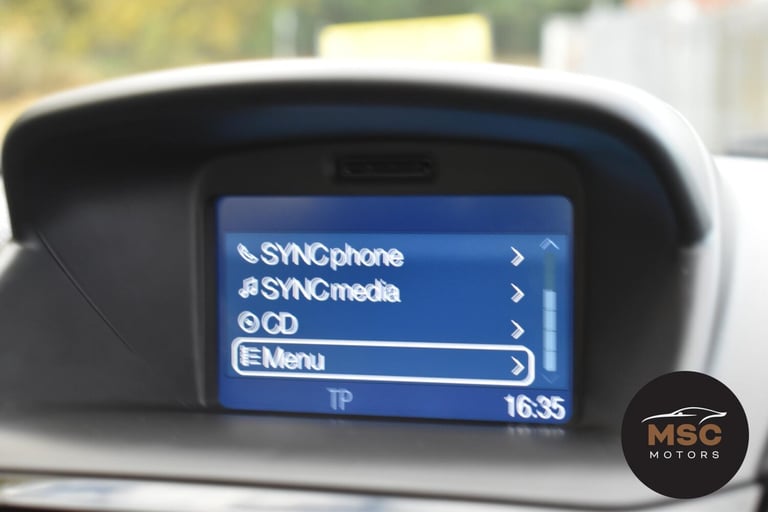 SYNC phone
SYNC media
CD
Menu
TP 16:35
MSC
MOTORS